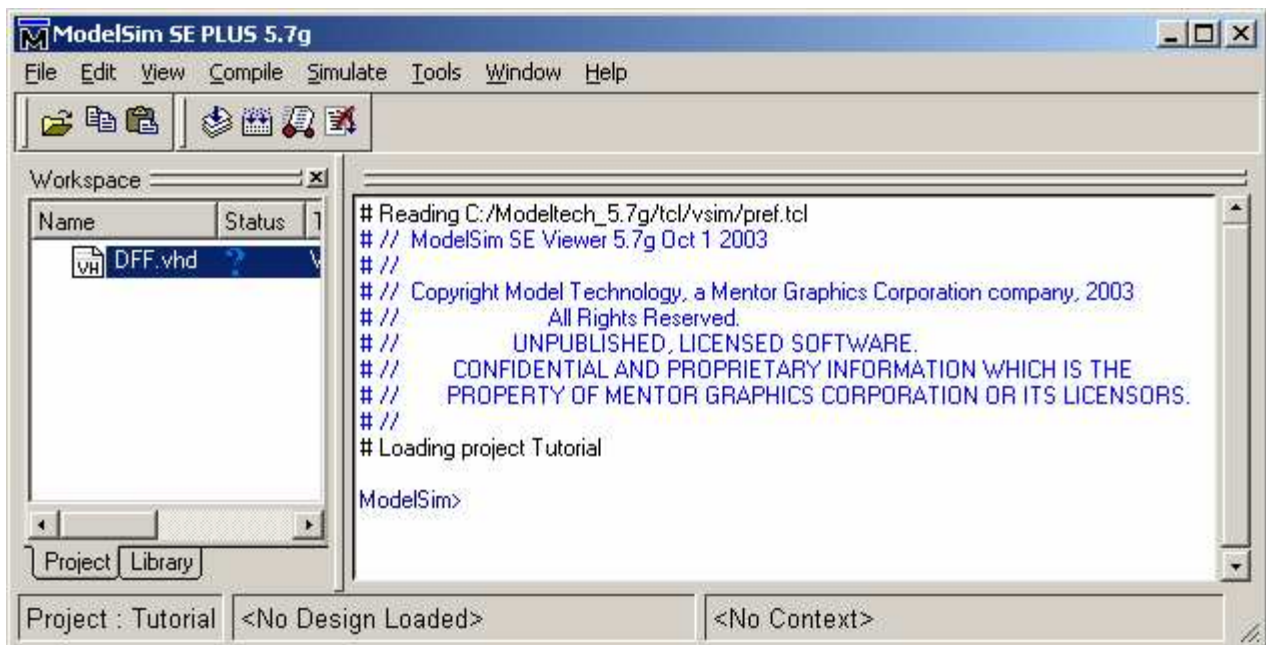 ModelSim SE PLUS 5.7g
File Edit View Compile Simulate Tools Window Help
Workspace
Name Status T
DFF.vhd ? V
# Reading C:/Modeltech_5.7g/tcl/vsim/pref.tcl
# // ModelSim SE Viewer 5.7g Oct 1 2003
# //
# // Copyright Model Technology, a Mentor Graphics Corporation company, 2003
# // All Rights Reserved.
# // UNPUBLISHED, LICENSED SOFTWARE.
# // CONFIDENTIAL AND PROPRIETARY INFORMATION WHICH IS THE
# // PROPERTY OF MENTOR GRAPHICS CORPORATION OR ITS LICENSORS.
# //
# Loading project Tutorial
ModelSim>
Project Library
Project : Tutorial <No Design Loaded> <No Context>